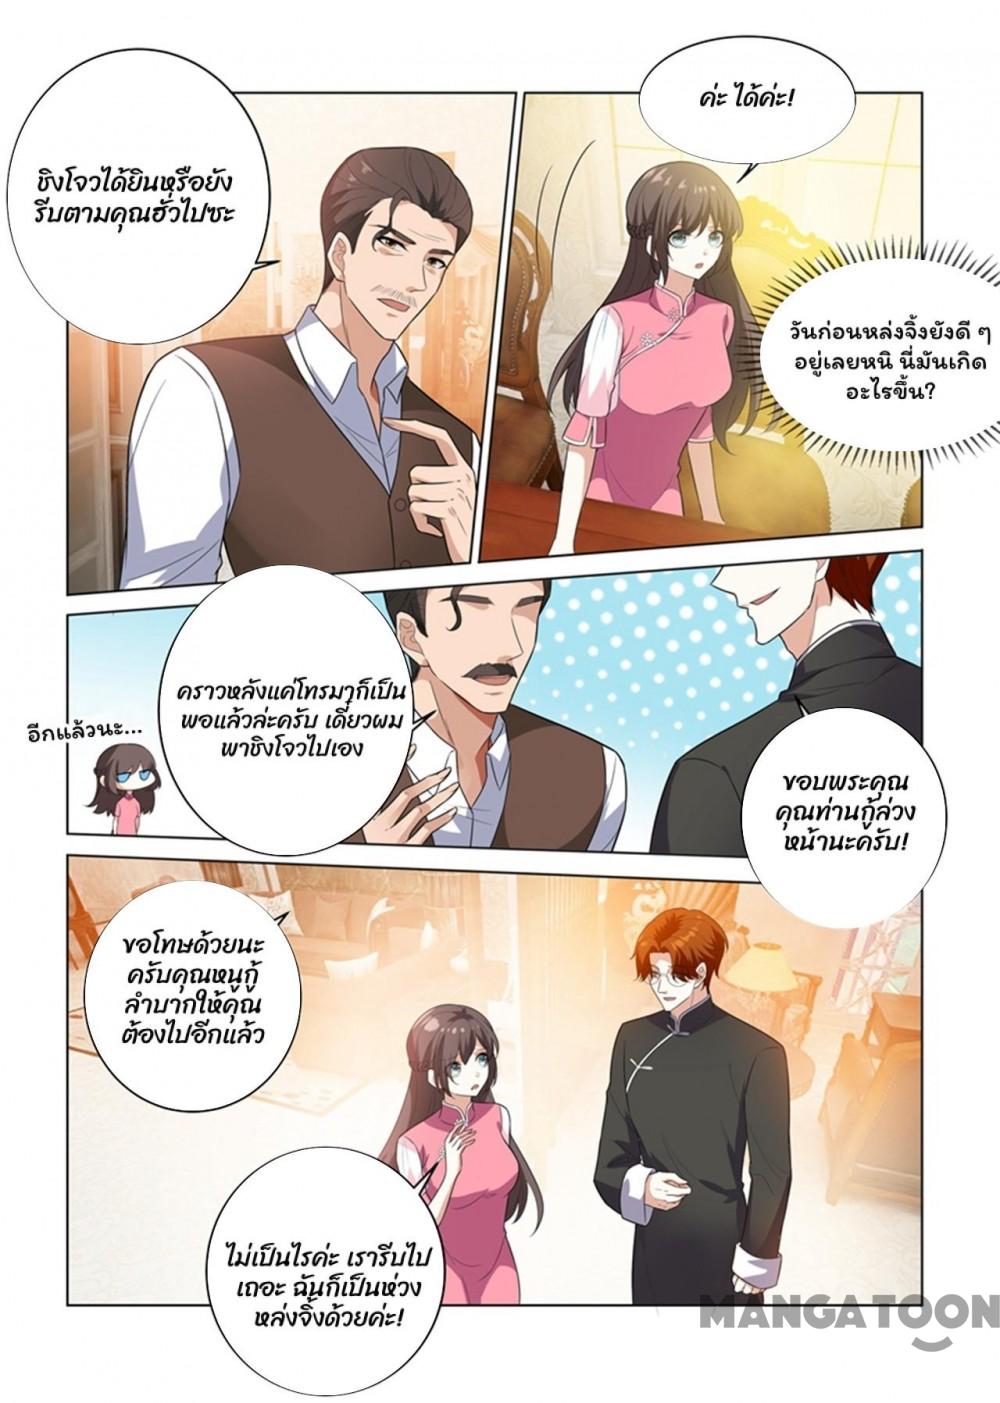 ชิงโจวได้ยินหรือยัง
รีบตามคุณฮั่วไปซะ
ค่ะ ได้ค่ะ!
วันก่อนหล่งจิ้งยังดี ๆ
อยู่เลยหนิ นี่มันเกิด
อะไรขึ้น?
คราวหลังแค่โทรมาก็เป็น
พอแล้วล่ะครับ เดี๋ยวผม
พาชิงโจวไปเอง
อีกแล้วนะ...
ขอบพระคุณ
คุณท่านกู้ล่วง
หน้านะครับ!
ขอโทษด้วยนะ
ครับคุณหนูกู้
ลำบากให้คุณ
ต้องไปอีกแล้ว
ไม่เป็นไรค่ะ เรารีบไป
เถอะ ฉันก็เป็นห่วง
หล่งจิ้งด้วยค่ะ!
MANGATOON